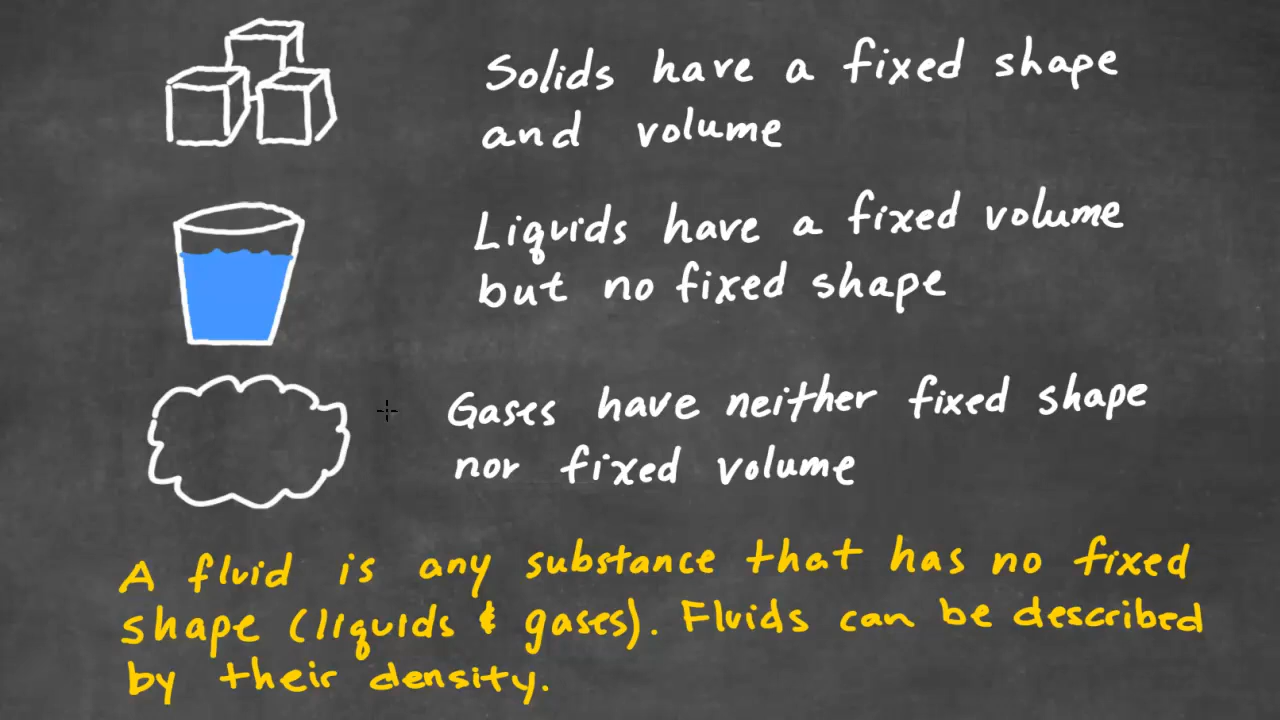 Solids have a fixed shape
and volume
Liquids have a fixed volume
but no fixed shape
Gases have neither fixed shape
nor fixed volume
A fluid is any substance that has no fixed
shape (liquids & gases). Fluids can be described
by their density.